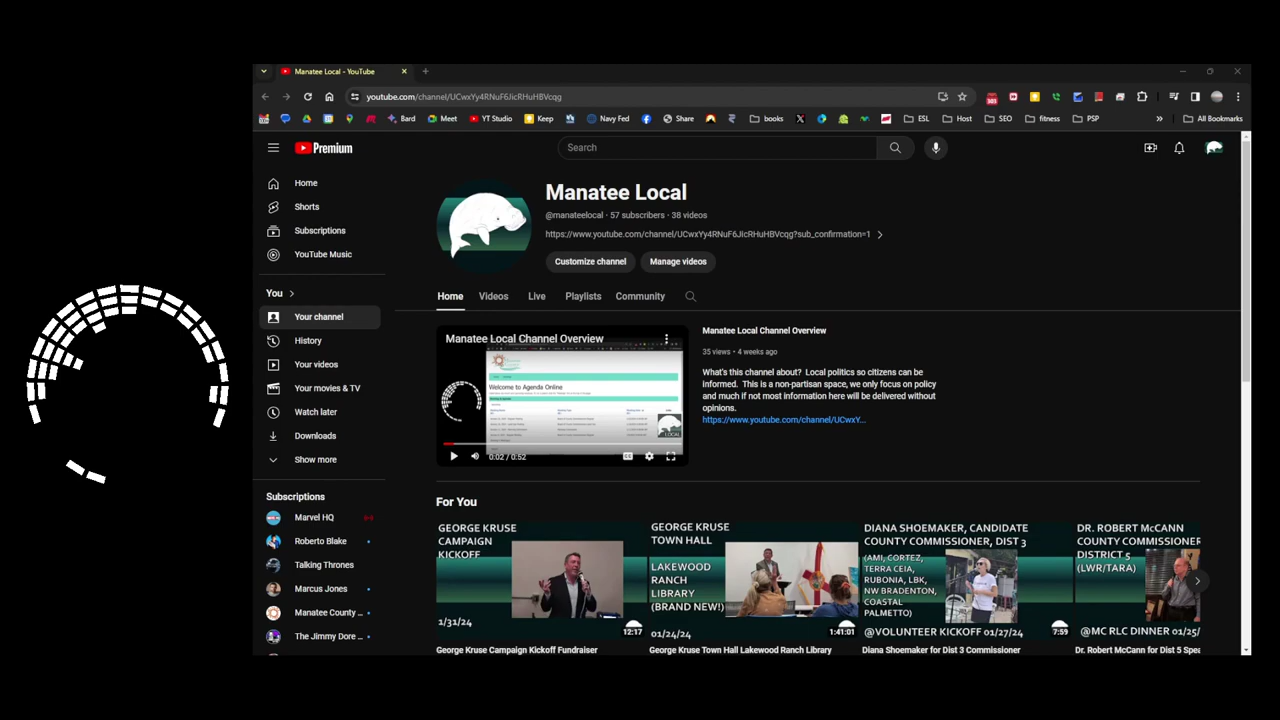 Manatee Local - YouTube
youtube.com/channel/UCwxYy4RNuF6JicRHuHBVcqg
Bard
Meet
YT Studio
Keep
Navy Fed
Share
books
ESL
Host
SEO
fitness
PSP
All Bookmarks
Premium
Search
Home
Shorts
Subscriptions
YouTube Music
You
Your channel
History
Your videos
Your movies & TV
Watch later
Downloads
Show more
Subscriptions
Marvel HQ
Roberto Blake
Talking Thrones
Marcus Jones
Manatee County ...
The Jimmy Dore ...
Manatee Local
@manateelocal · 57 subscribers · 38 videos
https://www.youtube.com/channel/UCwxYy4RNuF6JicRHuHBVcqg?sub_confirmation=1
Customize channel
Manage videos
Home
Videos
Live
Playlists
Community
Manatee Local Channel Overview
Welcome to Agenda Online
LOCAL
0:02 / 0:52
Manatee Local Channel Overview
35 views · 4 weeks ago
What's this channel about? Local politics so citizens can be
informed. This is a non-partisan space, we only focus on policy
and much if not most information here will be delivered without
opinions.
https://www.youtube.com/channel/UCwxY...
For You
GEORGE KRUSE
CAMPAIGN
KICKOFF
1/31/24
12:17
George Kruse Campaign Kickoff Fundraiser
GEORGE KRUSE
TOWN HALL
LAKEWOOD
RANCH
LIBRARY
(BRAND NEW!)
01/24/24
1:41:01
George Kruse Town Hall Lakewood Ranch Library
DIANA SHOEMAKER, CANDIDATE
COUNTY COMMISSIONER, DIST 3
(AMI, CORTEZ,
TERRA CEIA,
RUBONIA, LBK,
NW BRADENTON,
COASTAL
PALMETTO)
@VOLUNTEER KICKOFF 01/27/24
7:59
Diana Shoemaker for Dist 3 Commissioner
DR. ROBERT McCANN
COUNTY COMMISSIONER
DISTRICT 5
(LWR/TARA)
@MC RLC DINNER 01/25/
Dr. Robert McCann for Dist 5 Spea